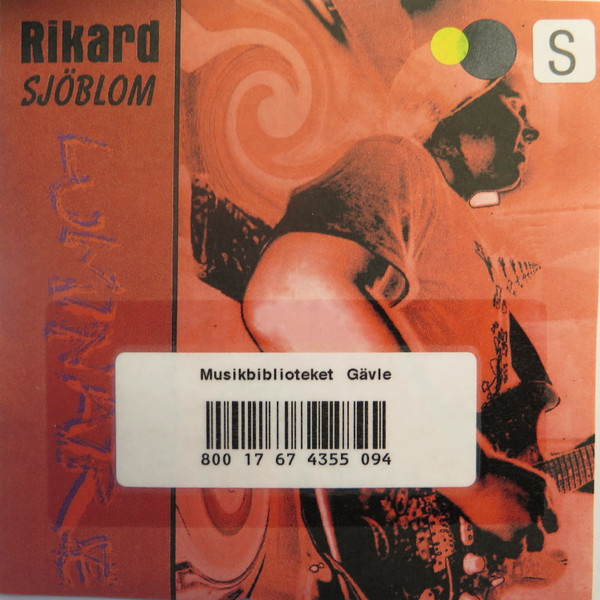 Rikard
SJÖBLOM
S
Musikbiblioteket Gävle
800 17 67 4355 094